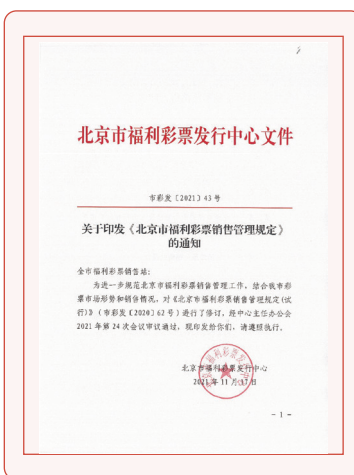 北京市福利彩票发行中心文件
市彩发〔2021〕43号
关于印发《北京市福利彩票销售管理规定》
的通知
全市福利彩票销售站：
为进一步规范北京市福利彩票销售管理工作，结合我市彩
票市场形势和销售情况，对《北京市福利彩票销售管理规定(试
行)》（市彩发〔2020〕62号）进行了修订，经中心主任办公会
2021年第24次会议审议通过，现印发给你们，请遵照执行。
北京市福利彩票发行中心
2021年11月17日
- 1 -